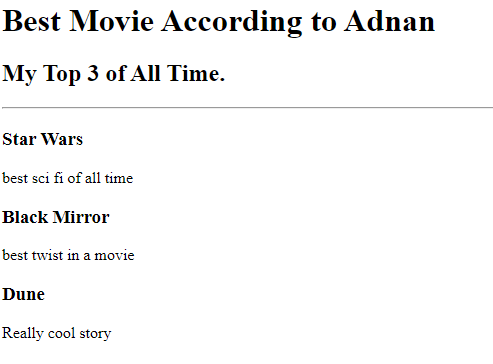 Best Movie According to Adnan
My Top 3 of All Time.
Star Wars
best sci fi of all time
Black Mirror
best twist in a movie
Dune
Really cool story